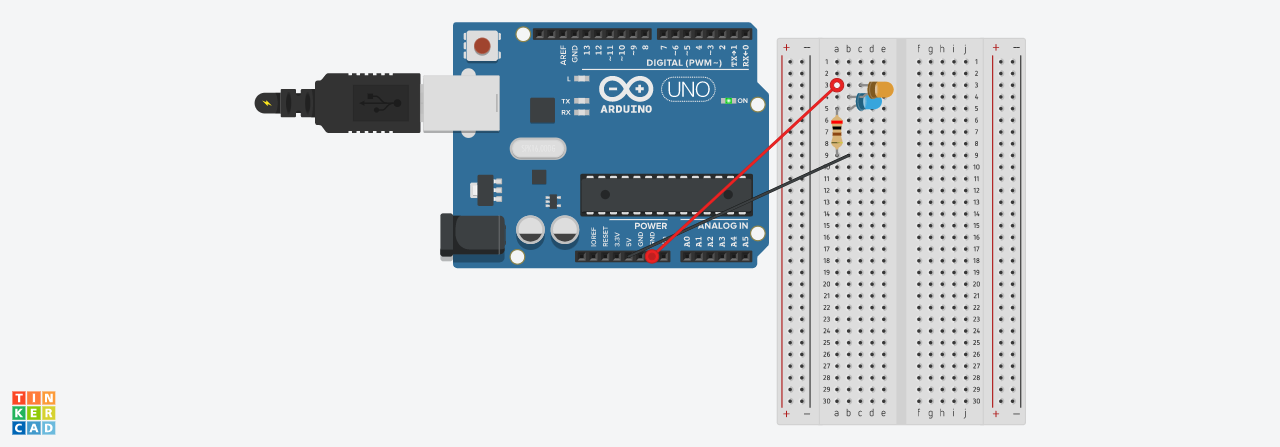 AREF
GND
13
12
~11
~10
~9
8
7
~6
~5
4
~3
2
TX→1
RX←0
DIGITAL (PWM~)
L
TX
RX
ARDUINO
UNO
ON
POWER
ANALOG IN
IOREF
RESET
3.3V
5V
GND
GND
A0
A1
A2
A3
A4
A5
+ − a b c d e f g h i j + −
1 1
2 2
3 3
4 4
5 5
6 6
7 7
8 8
9 9
10 10
11 11
12 12
13 13
14 14
15 15
16 16
17 17
18 18
19 19
20 20
21 21
22 22
23 23
24 24
25 25
26 26
27 27
28 28
29 29
30 30
+ − a b c d e f g h i j + −
TIN
KER
CAD